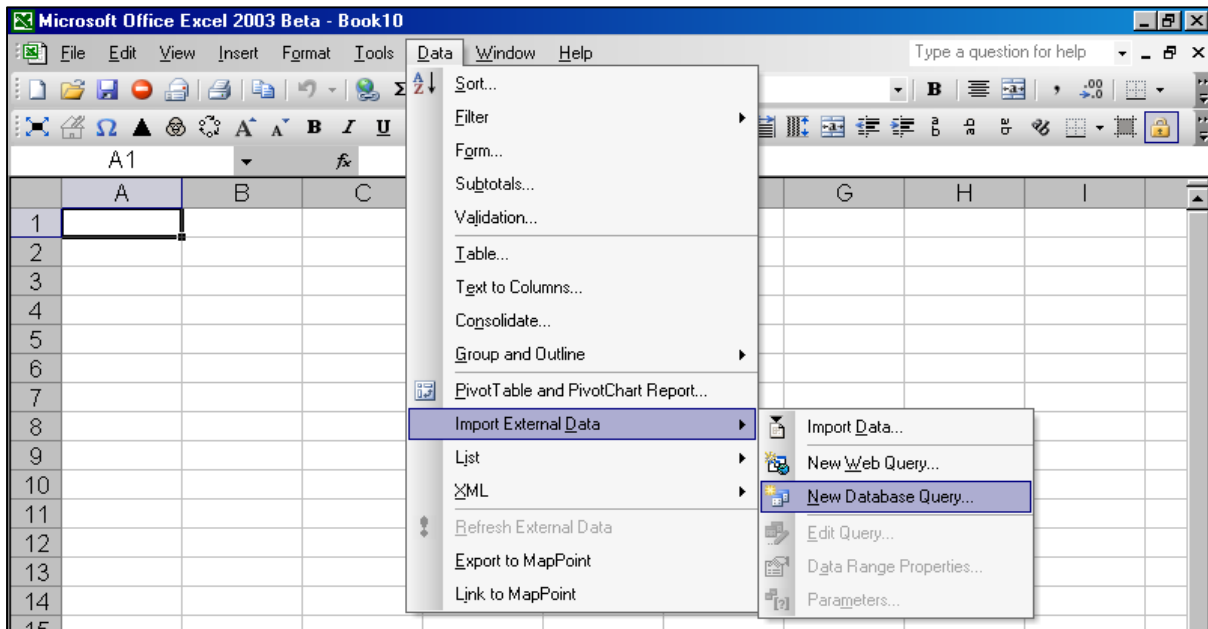 Microsoft Office Excel 2003 Beta - Book10
File Edit View Insert Format Tools Data Window Help Type a question for help
A1 fx
A B C G H I
1
2
3
4
5
6
7
8
9
10
11
12
13
14
15
Sort...
Filter
Form...
Subtotals...
Validation...
Table...
Text to Columns...
Consolidate...
Group and Outline
PivotTable and PivotChart Report...
Import External Data
List
XML
Refresh External Data
Export to MapPoint
Link to MapPoint
Import Data...
New Web Query...
New Database Query...
Edit Query...
Data Range Properties...
Parameters...